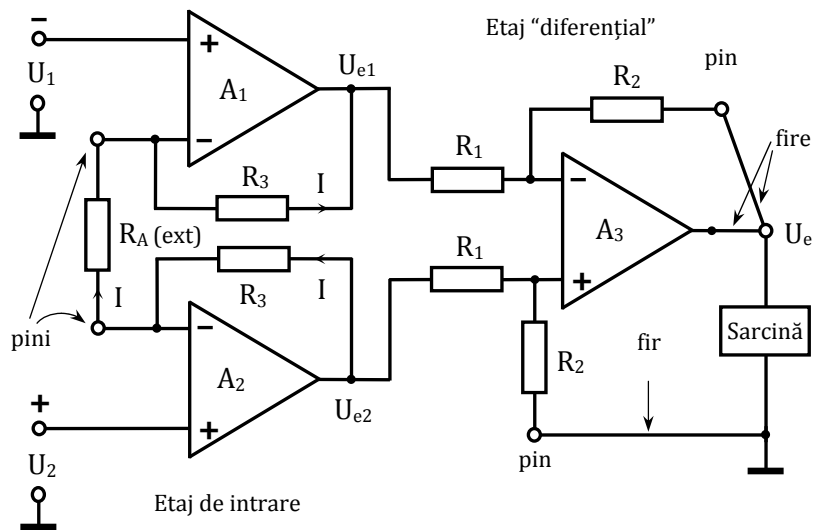 Etaj “diferențial”
−
U1
+
A1
−
Ue1
pin
R2
fire
R3
I
R1
−
A3
+
Ue
RA (ext)
I
pini
R3
I
R1
−
A2
+
Ue2
R2
fir
Sarcină
+
U2
pin
Etaj de intrare